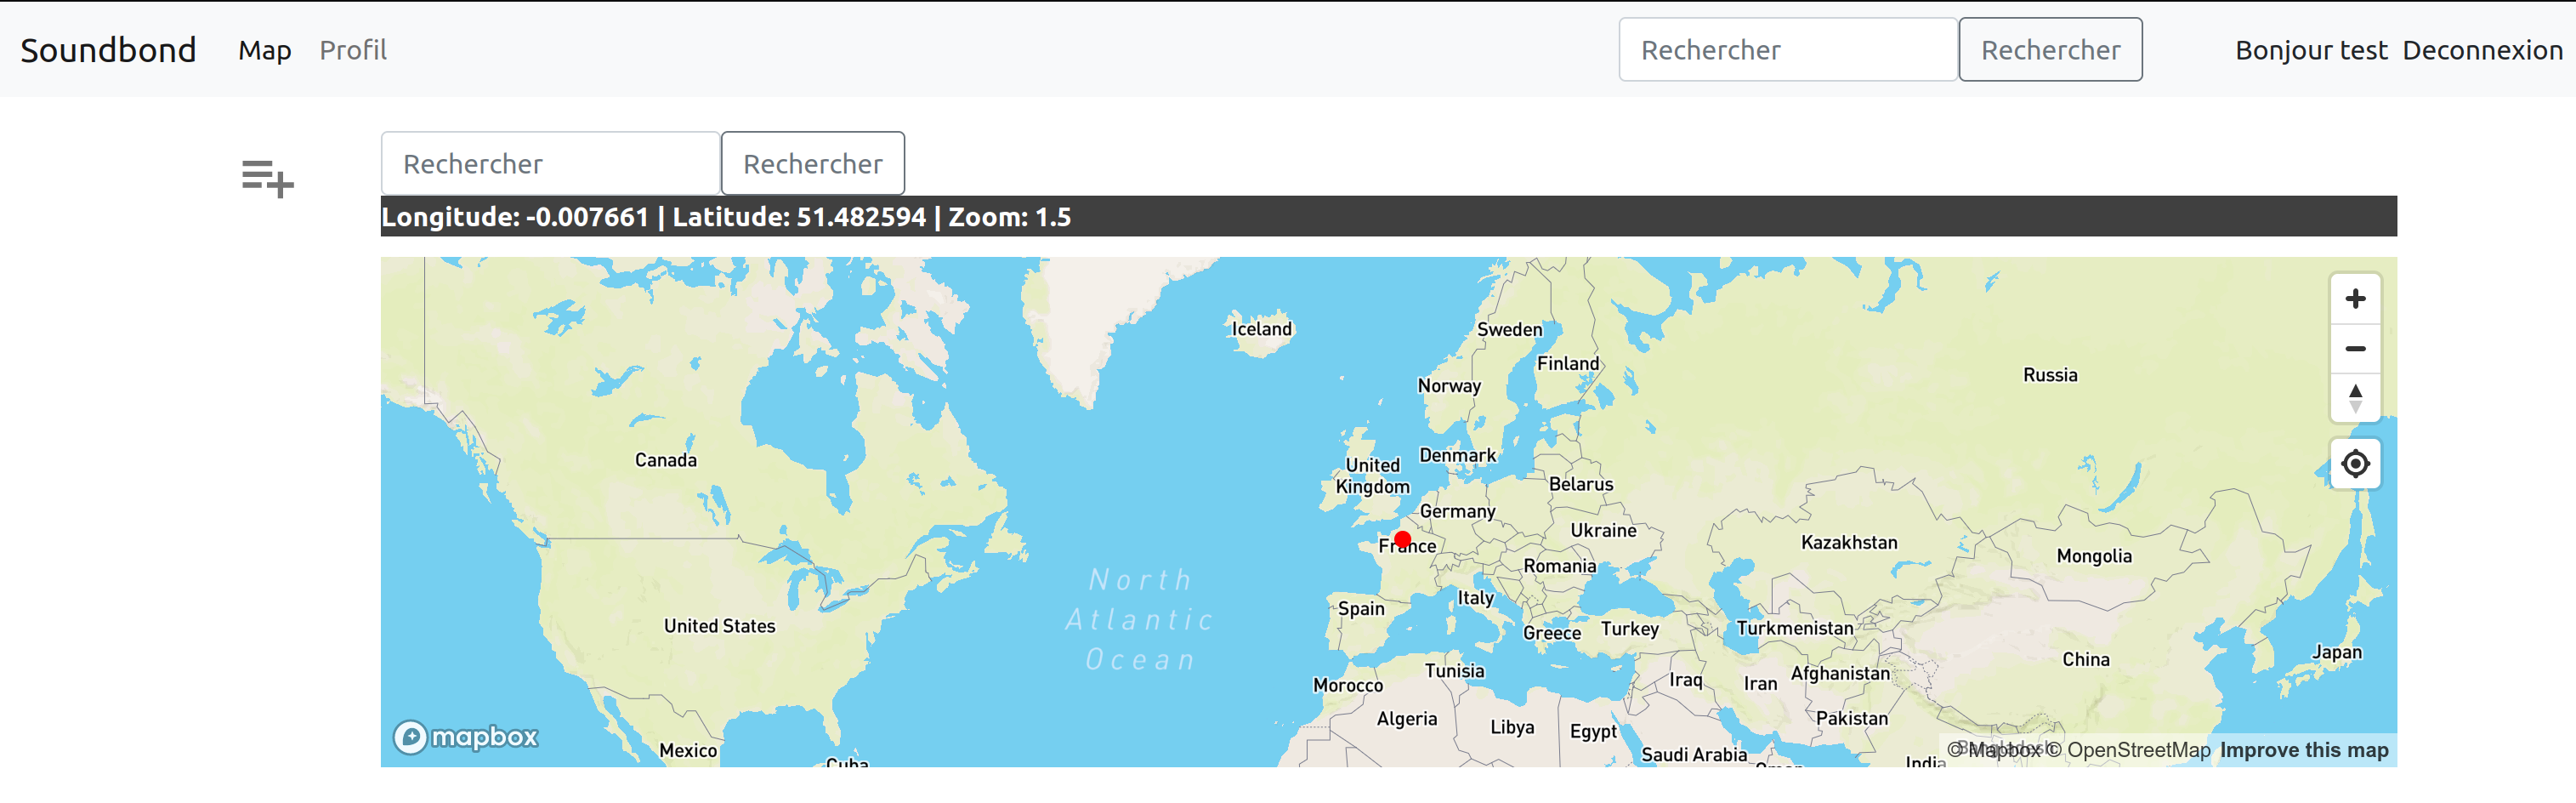 Soundbond Map Profil Rechercher Rechercher Bonjour test Deconnexion
Rechercher Rechercher
Longitude: -0.007661 | Latitude: 51.482594 | Zoom: 1.5
Iceland
Sweden
Finland
Russia
Norway
Denmark
Canada
United
Kingdom
Belarus
Germany
Ukraine
Kazakhstan
France
Mongolia
Romania
North
Atlantic
Ocean
Italy
Spain
United States
Greece
Turkey
Turkmenistan
Japan
China
Tunisia
Afghanistan
Morocco
Iraq
Iran
Algeria
Libya
Egypt
Pakistan
mapbox
Mexico
Saudi Arabia
Bangladesh
© Mapbox © OpenStreetMap Improve this map
Cuba
India
Oman